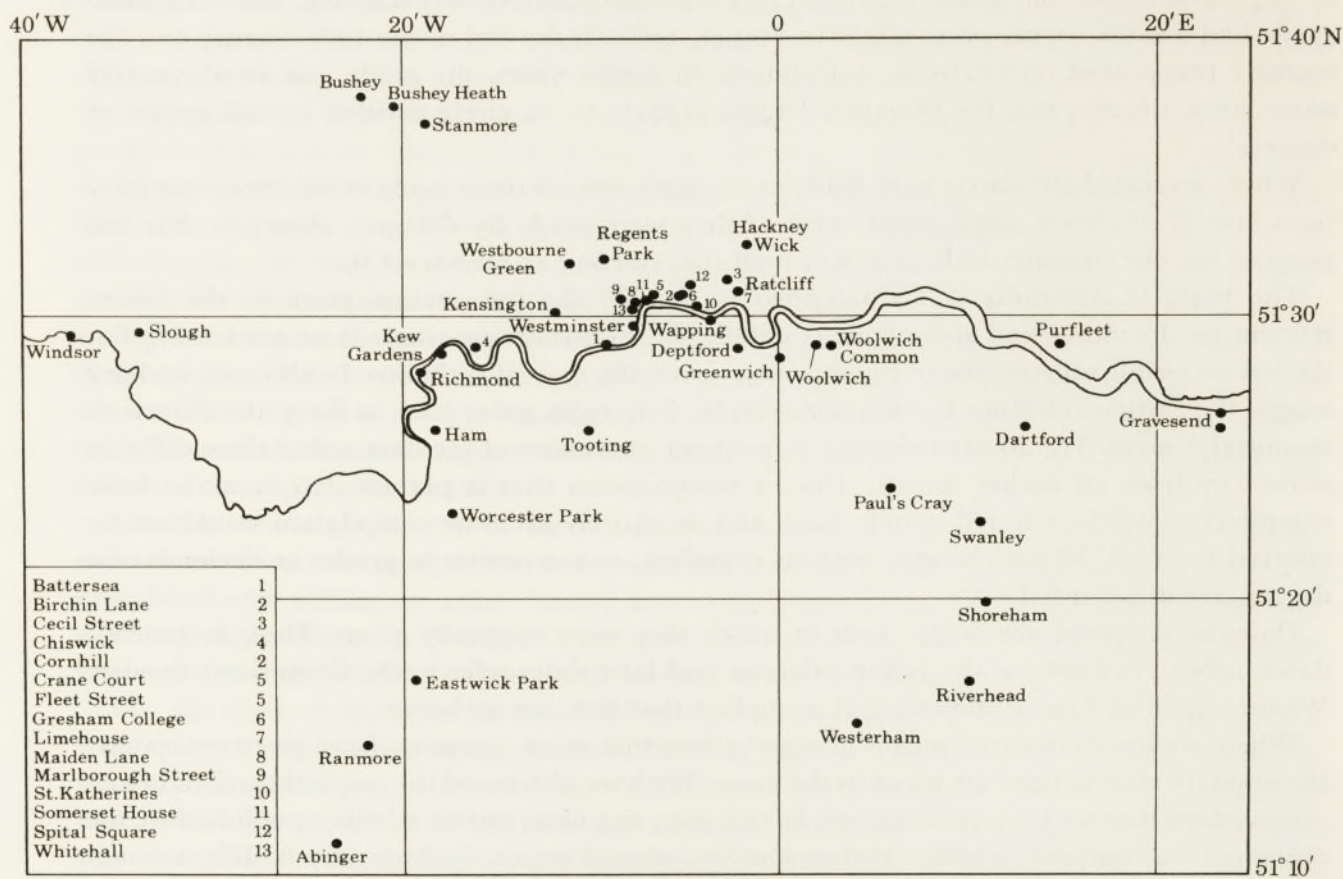 40′ W 20′ W 0 20′ E
51°40′ N
Bushey
Bushey Heath
Stanmore
Hackney
Wick
Regents
Park
Westbourne
Green
12 3 Ratcliff
9 8 11 5 2 6 10 7
13
Kensington
51°30′
Westminster
Wapping
Purfleet
Windsor
Slough
Kew
Gardens
4
1
Deptford
Woolwich
Common
Greenwich
Woolwich
Richmond
Ham
Tooting
Dartford
Gravesend
Paul's Cray
Worcester Park
Swanley
Battersea 1
Birchin Lane 2
Cecil Street 3
Chiswick 4
Cornhill 2
Crane Court 5
Fleet Street 5
Gresham College 6
Limehouse 7
Maiden Lane 8
Marlborough Street 9
St.Katherines 10
Somerset House 11
Spital Square 12
Whitehall 13
51°20′
Shoreham
Eastwick Park
Riverhead
Westerham
Ranmore
Abinger
51°10′